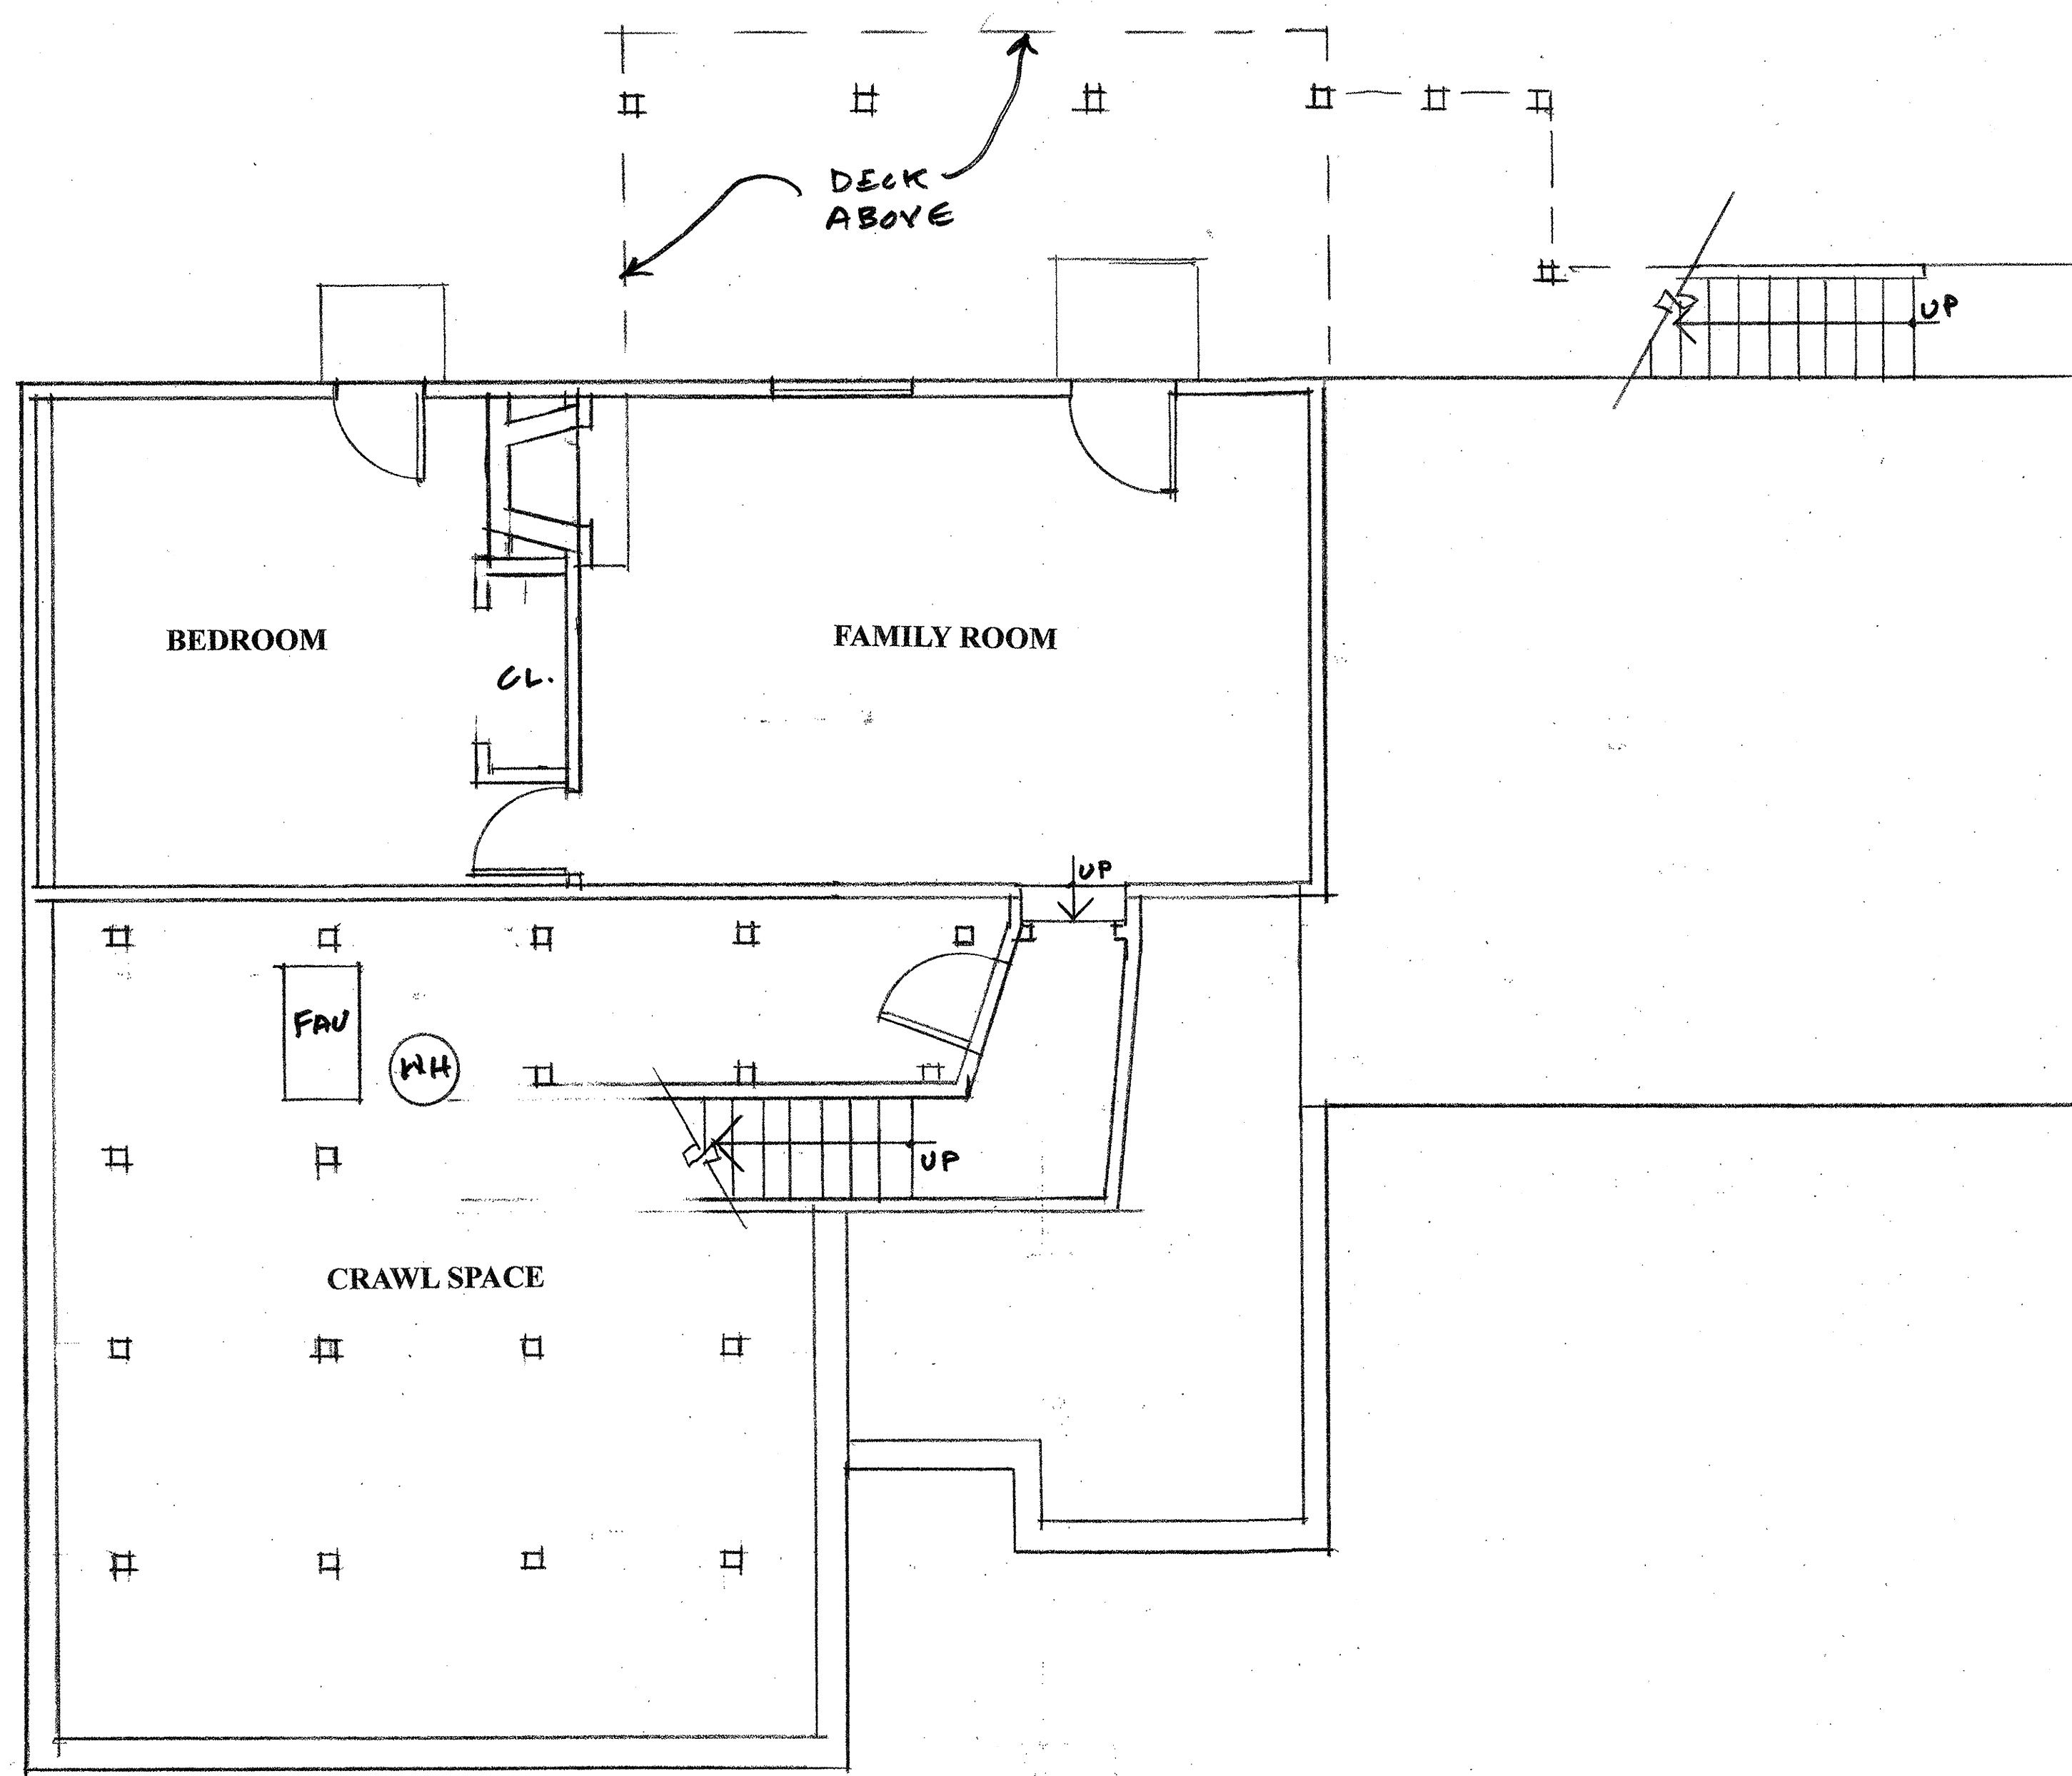 DECK
ABOVE
UP
BEDROOM
FAMILY ROOM
CL.
UP
FAU
WH
UP
CRAWL SPACE